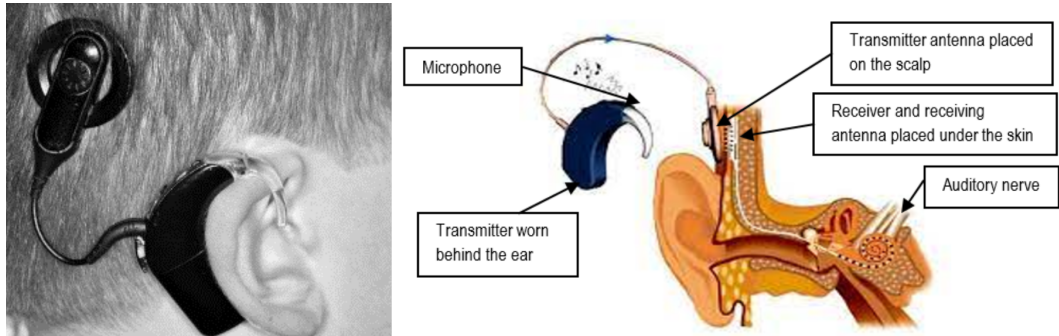 Microphone
Transmitter antenna placed
on the scalp
Receiver and receiving
antenna placed under the skin
Auditory nerve
Transmitter worn
behind the ear